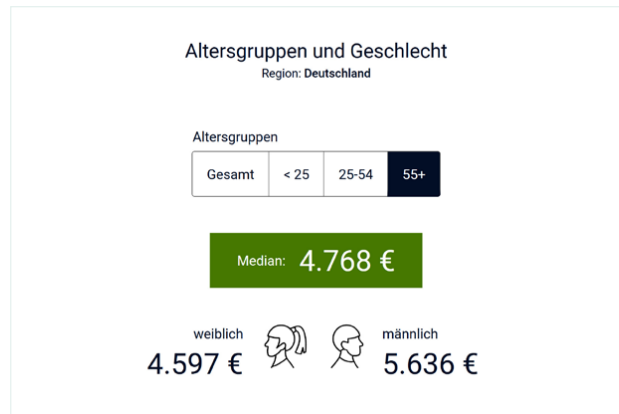 Altersgruppen und Geschlecht
Region: Deutschland
Altersgruppen
Gesamt < 25 25-54 55+
Median: 4.768 €
weiblich männlich
4.597 € 5.636 €